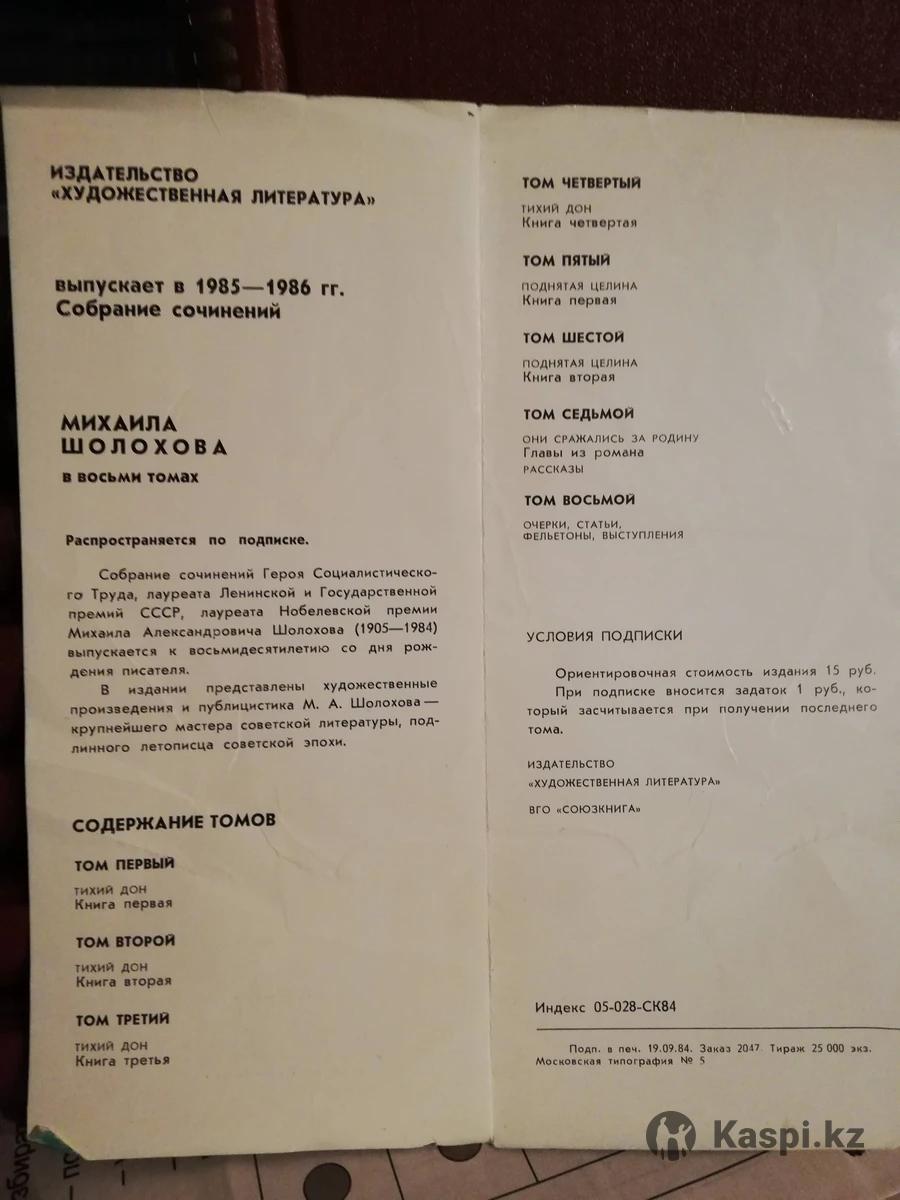 ИЗДАТЕЛЬСТВО
«ХУДОЖЕСТВЕННАЯ ЛИТЕРАТУРА»
выпускает в 1985—1986 гг.
Собрание сочинений
МИХАИЛА
ШОЛОХОВА
в восьми томах
Распространяется по подписке.
Собрание сочинений Героя Социалистическо-
го Труда, лауреата Ленинской и Государственной
премий СССР, лауреата Нобелевской премии
Михаила Александровича Шолохова (1905—1984)
выпускается к восьмидесятилетию со дня рож-
дения писателя.
В издании представлены художественные
произведения и публицистика М. А. Шолохова —
крупнейшего мастера советской литературы, под-
линного летописца советской эпохи.
СОДЕРЖАНИЕ ТОМОВ
ТОМ ПЕРВЫЙ
ТИХИЙ ДОН
Книга первая
ТОМ ВТОРОЙ
ТИХИЙ ДОН
Книга вторая
ТОМ ТРЕТИЙ
ТИХИЙ ДОН
Книга третья
ТОМ ЧЕТВЕРТЫЙ
ТИХИЙ ДОН
Книга четвертая
ТОМ ПЯТЫЙ
ПОДНЯТАЯ ЦЕЛИНА
Книга первая
ТОМ ШЕСТОЙ
ПОДНЯТАЯ ЦЕЛИНА
Книга вторая
ТОМ СЕДЬМОЙ
ОНИ СРАЖАЛИСЬ ЗА РОДИНУ
Главы из романа
РАССКАЗЫ
ТОМ ВОСЬМОЙ
ОЧЕРКИ, СТАТЬИ,
ФЕЛЬЕТОНЫ, ВЫСТУПЛЕНИЯ
УСЛОВИЯ ПОДПИСКИ
Ориентировочная стоимость издания 15 руб.
При подписке вносится задаток 1 руб., ко-
торый засчитывается при получении последнего
тома.
ИЗДАТЕЛЬСТВО
«ХУДОЖЕСТВЕННАЯ ЛИТЕРАТУРА»
ВГО «СОЮЗКНИГА»
Индекс 05-028-СК84
Подп. в печ. 19.09.84. Заказ 2047. Тираж 25 000 экз.
Московская типография № 5
Kaspi.kz